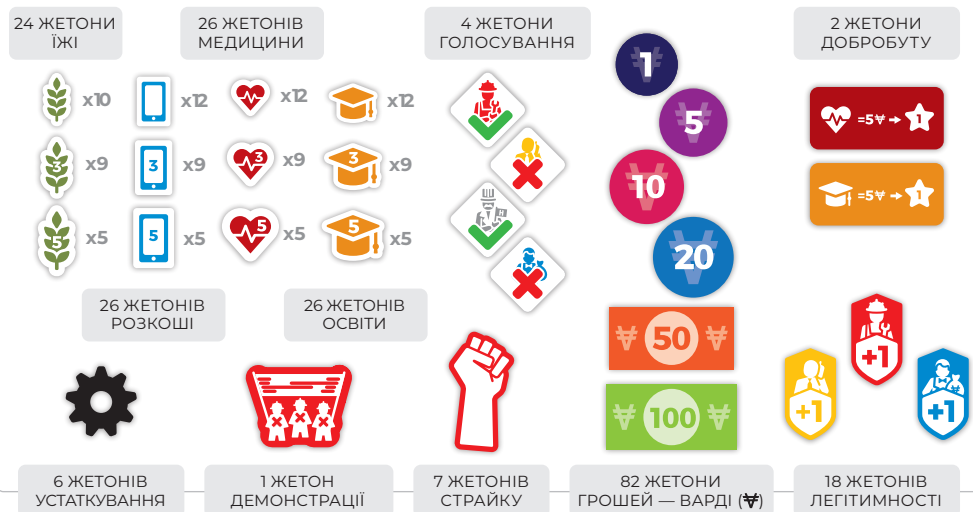 24 ЖЕТОНИ
ЇЖІ
26 ЖЕТОНІВ
МЕДИЦИНИ
4 ЖЕТОНИ
ГОЛОСУВАННЯ
2 ЖЕТОНИ
ДОБРОБУТУ
x10
x12
x12
x12
3 x9
3 x9
3 x9
3 x9
5 x5
5 x5
5 x5
5 x5
1
5
10
20
₩ 50 ₩
₩ 100 ₩
=5₩ → 1
=5₩ → 1
26 ЖЕТОНІВ
РОЗКОШІ
26 ЖЕТОНІВ
ОСВІТИ
+1
+1
+1
6 ЖЕТОНІВ
УСТАТКУВАННЯ
1 ЖЕТОН
ДЕМОНСТРАЦІЇ
7 ЖЕТОНІВ
СТРАЙКУ
82 ЖЕТОНИ
ГРОШЕЙ — ВАРДІ (₩)
18 ЖЕТОНІВ
ЛЕГІТИМНОСТІ